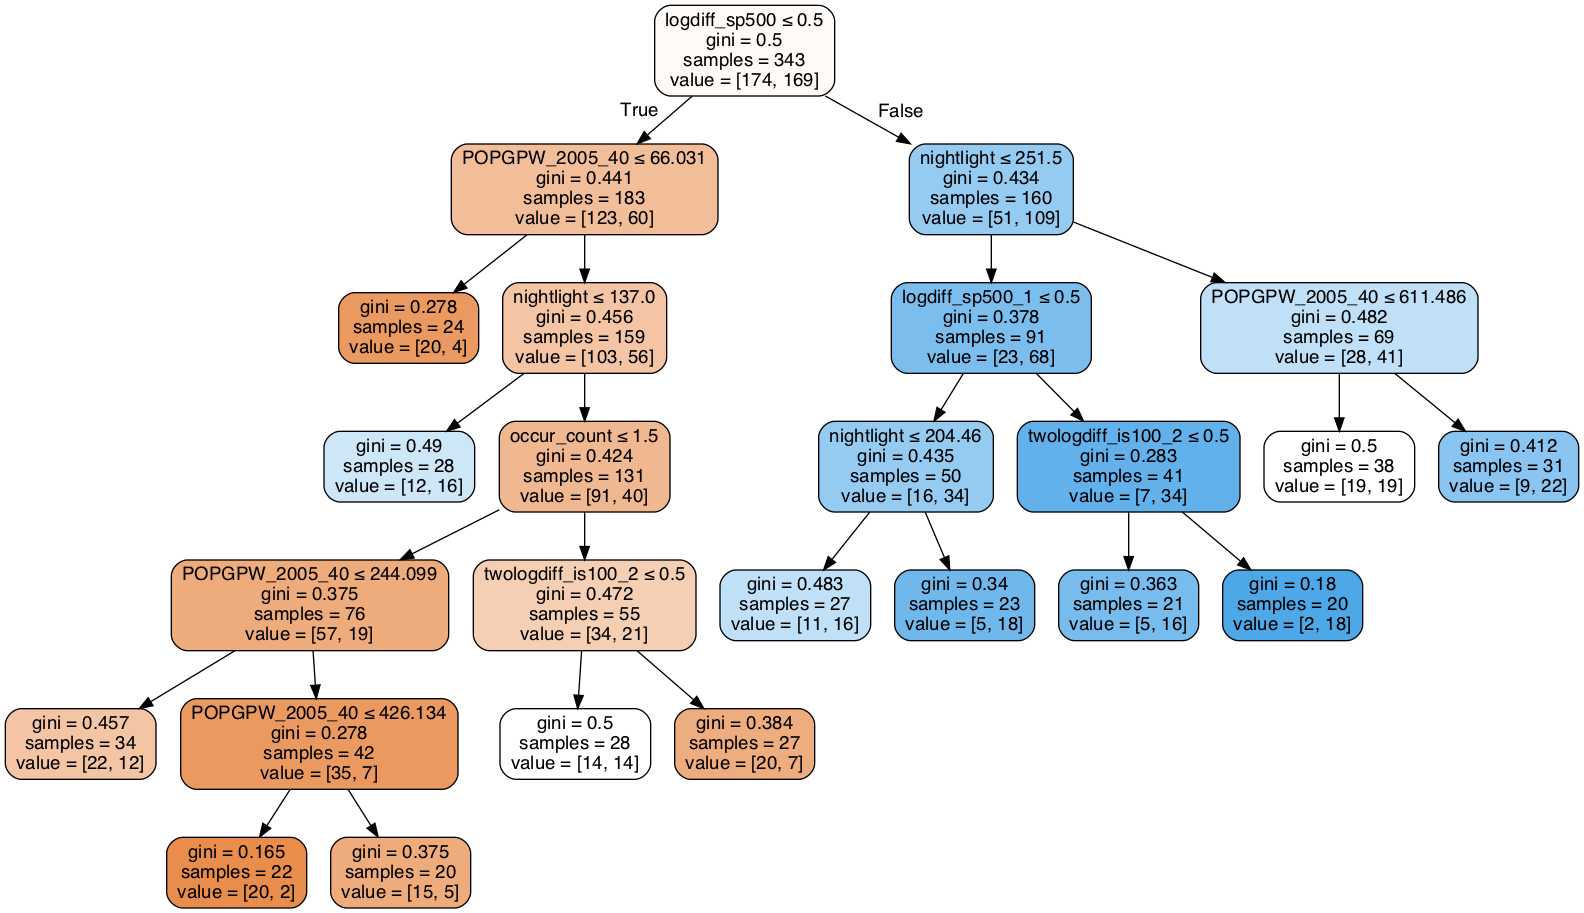 logdiff_sp500 ≤ 0.5
gini = 0.5
samples = 343
value = [174, 169]
True
False
POPGPW_2005_40 ≤ 66.031
gini = 0.441
samples = 183
value = [123, 60]
nightlight ≤ 251.5
gini = 0.434
samples = 160
value = [51, 109]
gini = 0.278
samples = 24
value = [20, 4]
nightlight ≤ 137.0
gini = 0.456
samples = 159
value = [103, 56]
logdiff_sp500_1 ≤ 0.5
gini = 0.378
samples = 91
value = [23, 68]
POPGPW_2005_40 ≤ 611.486
gini = 0.482
samples = 69
value = [28, 41]
gini = 0.49
samples = 28
value = [12, 16]
occur_count ≤ 1.5
gini = 0.424
samples = 131
value = [91, 40]
nightlight ≤ 204.46
gini = 0.435
samples = 50
value = [16, 34]
twologdiff_is100_2 ≤ 0.5
gini = 0.283
samples = 41
value = [7, 34]
gini = 0.5
samples = 38
value = [19, 19]
gini = 0.412
samples = 31
value = [9, 22]
POPGPW_2005_40 ≤ 244.099
gini = 0.375
samples = 76
value = [57, 19]
twologdiff_is100_2 ≤ 0.5
gini = 0.472
samples = 55
value = [34, 21]
gini = 0.483
samples = 27
value = [11, 16]
gini = 0.34
samples = 23
value = [5, 18]
gini = 0.363
samples = 21
value = [5, 16]
gini = 0.18
samples = 20
value = [2, 18]
gini = 0.457
samples = 34
value = [22, 12]
POPGPW_2005_40 ≤ 426.134
gini = 0.278
samples = 42
value = [35, 7]
gini = 0.5
samples = 28
value = [14, 14]
gini = 0.384
samples = 27
value = [20, 7]
gini = 0.165
samples = 22
value = [20, 2]
gini = 0.375
samples = 20
value = [15, 5]